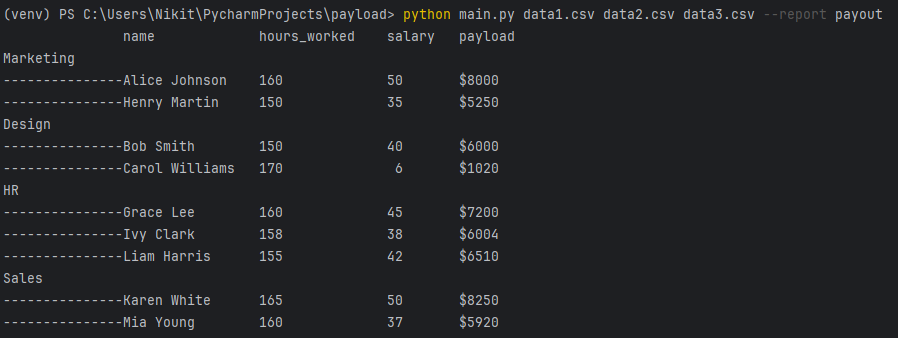 (venv) PS C:\Users\Nikit\PycharmProjects\payload> python main.py data1.csv data2.csv data3.csv --report payout
name hours_worked salary payload
Marketing
---------------Alice Johnson 160 50 $8000
---------------Henry Martin 150 35 $5250
Design
---------------Bob Smith 150 40 $6000
---------------Carol Williams 170 6 $1020
HR
---------------Grace Lee 160 45 $7200
---------------Ivy Clark 158 38 $6004
---------------Liam Harris 155 42 $6510
Sales
---------------Karen White 165 50 $8250
---------------Mia Young 160 37 $5920